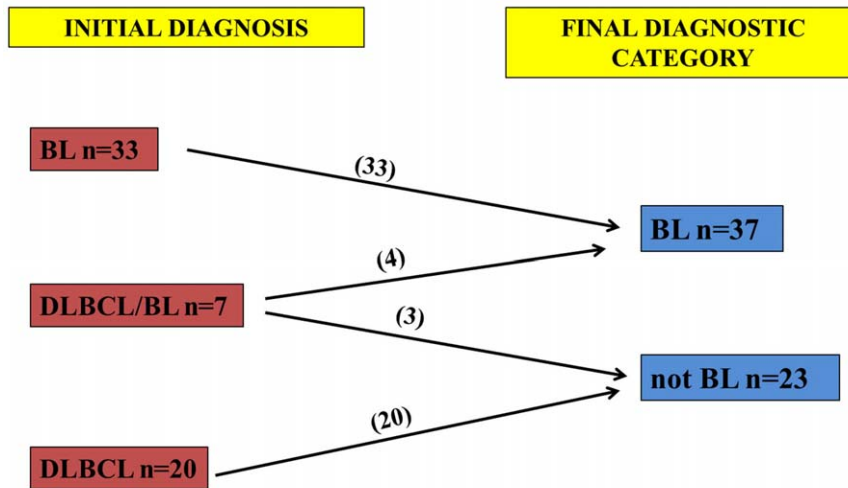 INITIAL DIAGNOSIS
FINAL DIAGNOSTIC
CATEGORY
BL n=33
(33)
BL n=37
(4)
DLBCL/BL n=7
(3)
not BL n=23
(20)
DLBCL n=20